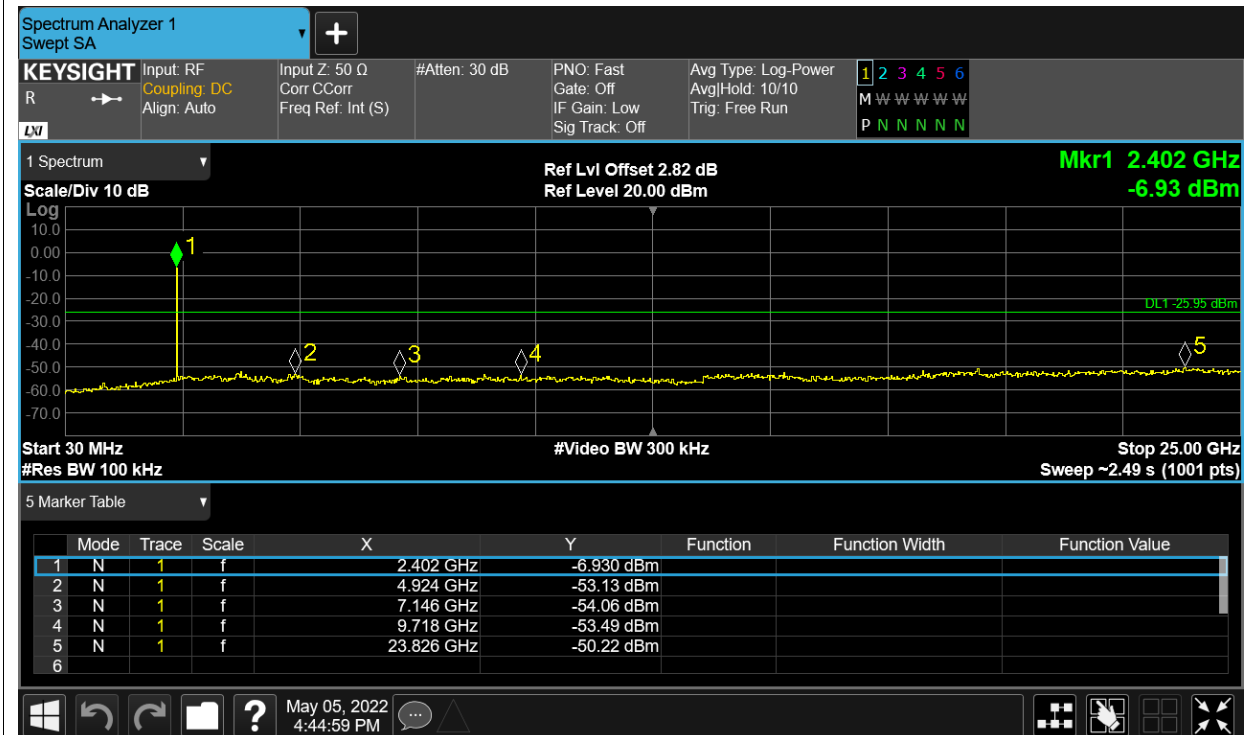 Spectrum Analyzer 1
Swept SA
+
KEYSIGHT Input: RF Input Z: 50 Ω #Atten: 30 dB PNO: Fast Avg Type: Log-Power 1 2 3 4 5 6
R Coupling: DC Corr CCorr Gate: Off Avg|Hold: 10/10 M W W W W W
Align: Auto Freq Ref: Int (S) IF Gain: Low Trig: Free Run P N N N N N
LXI Sig Track: Off
1 Spectrum Ref Lvl Offset 2.82 dB Mkr1 2.402 GHz
Scale/Div 10 dB Ref Level 20.00 dBm -6.93 dBm
Log
10.0
0.00 1
-10.0
-20.0 DL1 -25.95 dBm
-30.0
-40.0 2 3 4 5
-50.0
-60.0
-70.0
Start 30 MHz #Video BW 300 kHz Stop 25.00 GHz
#Res BW 100 kHz Sweep ~2.49 s (1001 pts)
5 Marker Table
Mode Trace Scale X Y Function Function Width Function Value
1 N 1 f 2.402 GHz -6.930 dBm
2 N 1 f 4.924 GHz -53.13 dBm
3 N 1 f 7.146 GHz -54.06 dBm
4 N 1 f 9.718 GHz -53.49 dBm
5 N 1 f 23.826 GHz -50.22 dBm
6
? May 05, 2022
4:44:59 PM